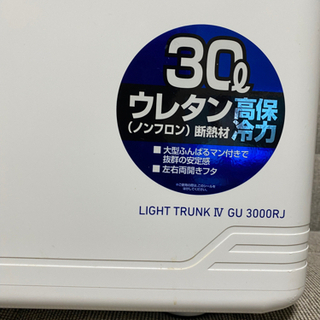 30ℓ
ウレタン 高保
(ノンフロン)断熱材 冷力
■大型ふんばるマン付きで
抜群の安定感
■左右両開きフタ
LIGHT TRUNK Ⅳ GU 3000RJ